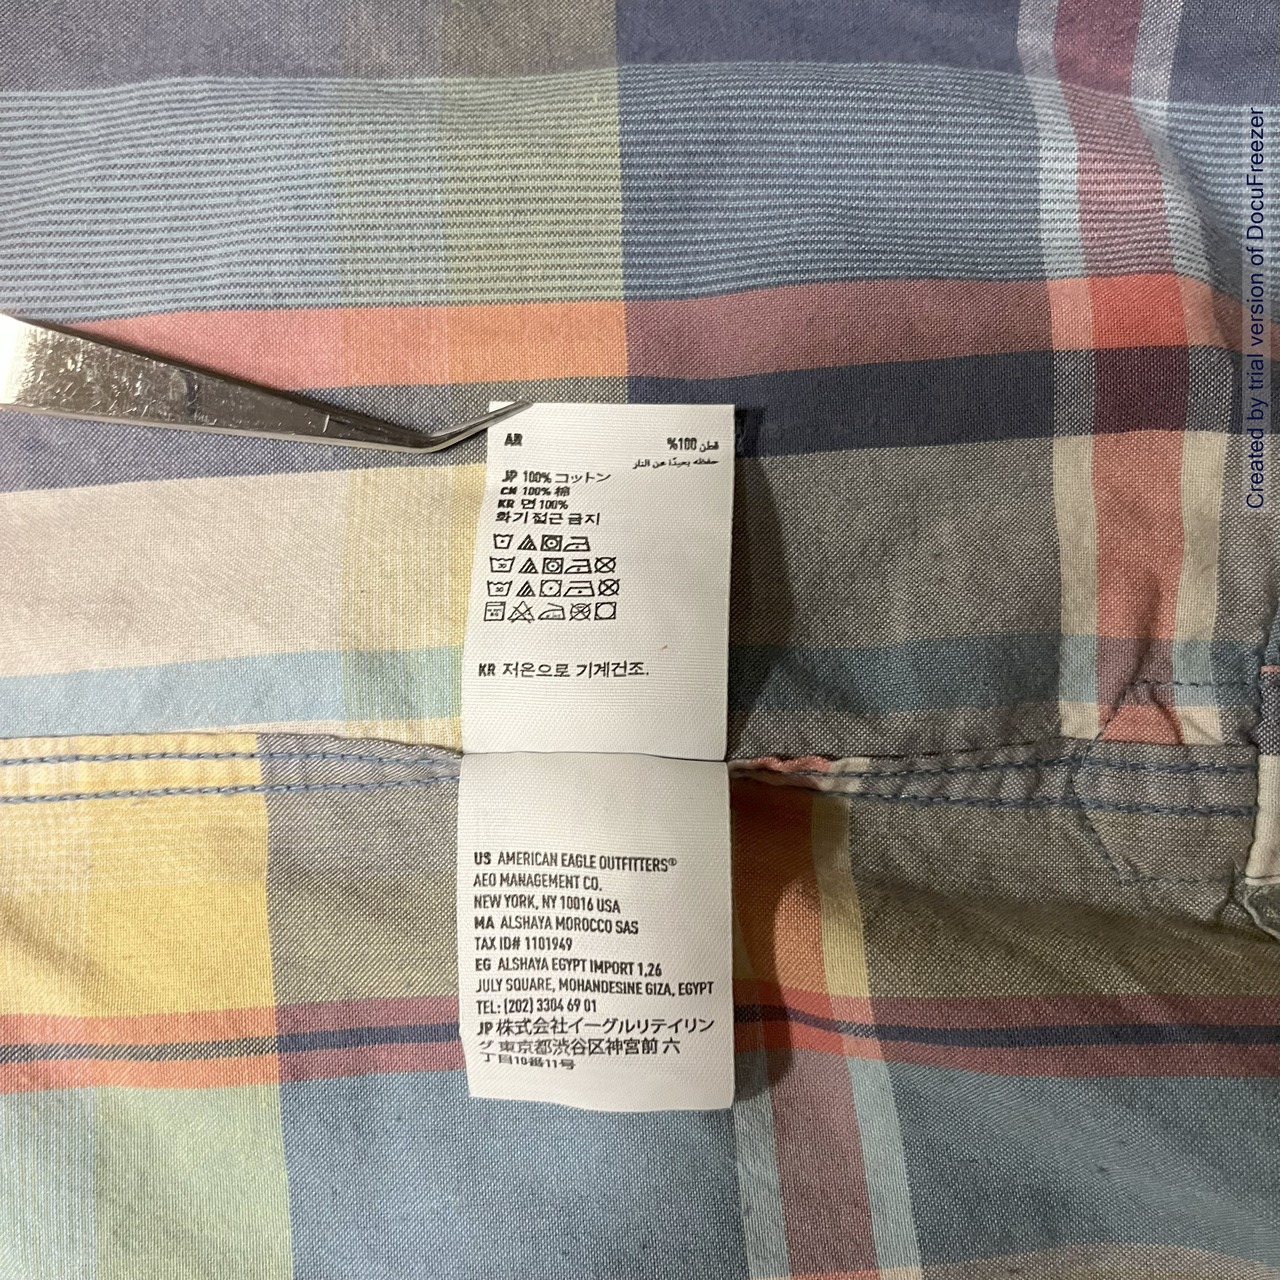 AR %100 قطن
حفظه بعيدًا عن النار
JP 100% コットン
CN 100% 棉
KR 면 100%
화기 접근 금지
KR 저온으로 기계건조.
US AMERICAN EAGLE OUTFITTERS®
AEO MANAGEMENT CO.
NEW YORK, NY 10016 USA
MA ALSHAYA MOROCCO SAS
TAX ID# 1101949
EG ALSHAYA EGYPT IMPORT 1,26
JULY SQUARE, MOHANDESINE GIZA, EGYPT
TEL: (202) 3304 69 01
JP 株式会社イーグルリテイリン
グ 東京都渋谷区神宮前 六
丁目10番11号
Created by trial version of DocuFreezer